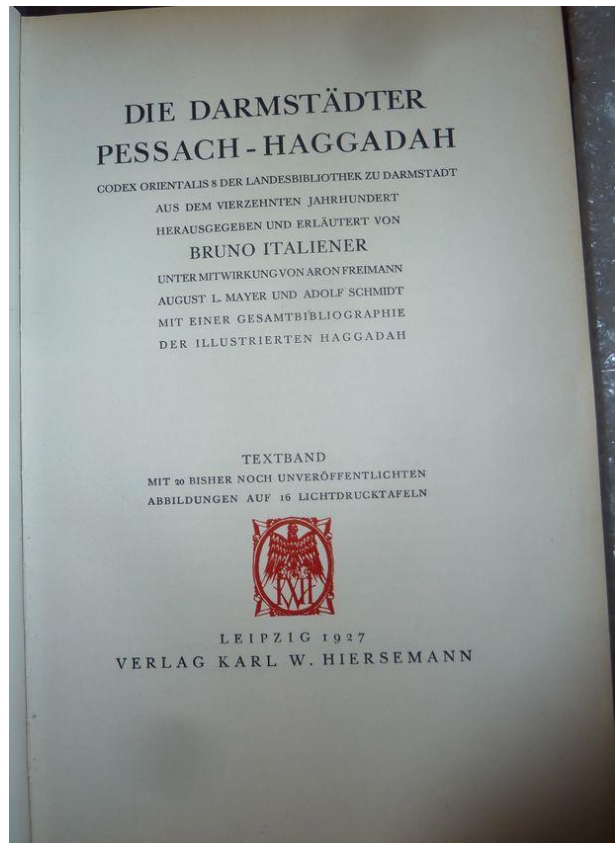 DIE DARMSTÄDTER
PESSACH-HAGGADAH
CODEX ORIENTALIS 8 DER LANDESBIBLIOTHEK ZU DARMSTADT
AUS DEM VIERZEHNTEN JAHRHUNDERT
HERAUSGEGEBEN UND ERLÄUTERT VON
BRUNO ITALIENER
UNTER MITWIRKUNG VON ARON FREIMANN
AUGUST L. MAYER UND ADOLF SCHMIDT
MIT EINER GESAMTBIBLIOGRAPHIE
DER ILLUSTRIERTEN HAGGADAH
TEXTBAND
MIT 20 BISHER NOCH UNVERÖFFENTLICHTEN
ABBILDUNGEN AUF 16 LICHTDRUCKTAFELN
KWH
LEIPZIG 1927
VERLAG KARL W. HIERSEMANN